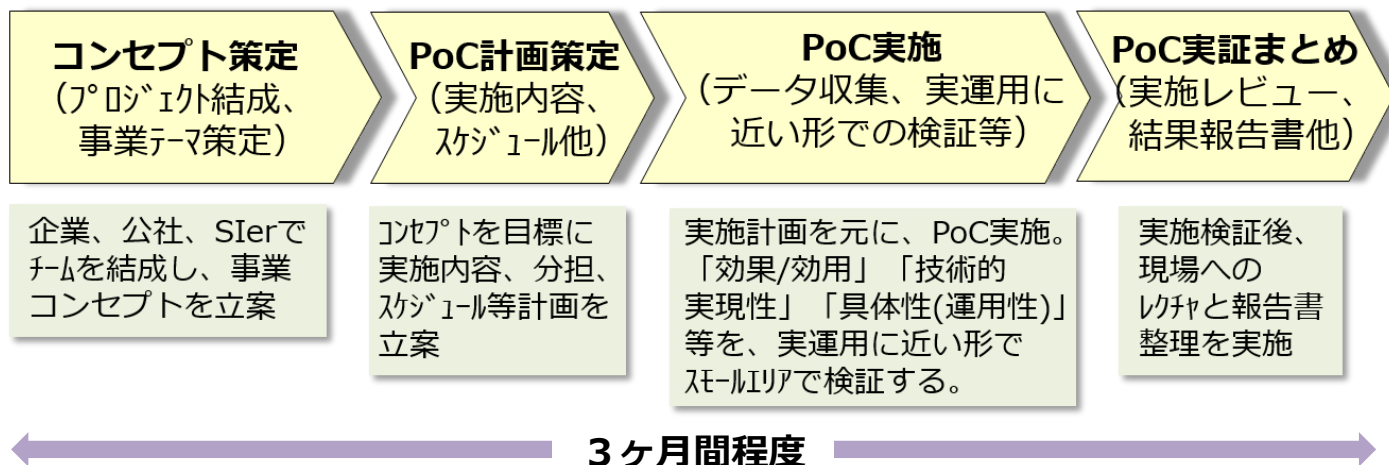 コンセプト策定
（ﾌﾟﾛｼﾞｪｸﾄ結成、
事業ﾃｰﾏ策定）
PoC計画策定
（実施内容、
ｽｹｼﾞｭｰﾙ他）
PoC実施
（データ収集、実運用に
近い形での検証等）
PoC実証まとめ
（実施レビュー、
結果報告書他）
企業、公社、SIerで
ﾁｰﾑを結成し、事業
コンセプトを立案
ｺﾝｾﾌﾟﾄを目標に
実施内容、分担、
ｽｹｼﾞｭｰﾙ等計画を
立案
実施計画を元に、PoC実施。
「効果/効用」「技術的
実現性」「具体性(運用性)」
等を、実運用に近い形で
ｽﾓｰﾙｴﾘｱで検証する。
実施検証後、
現場への
ﾚｸﾁｬと報告書
整理を実施
３ヶ月間程度